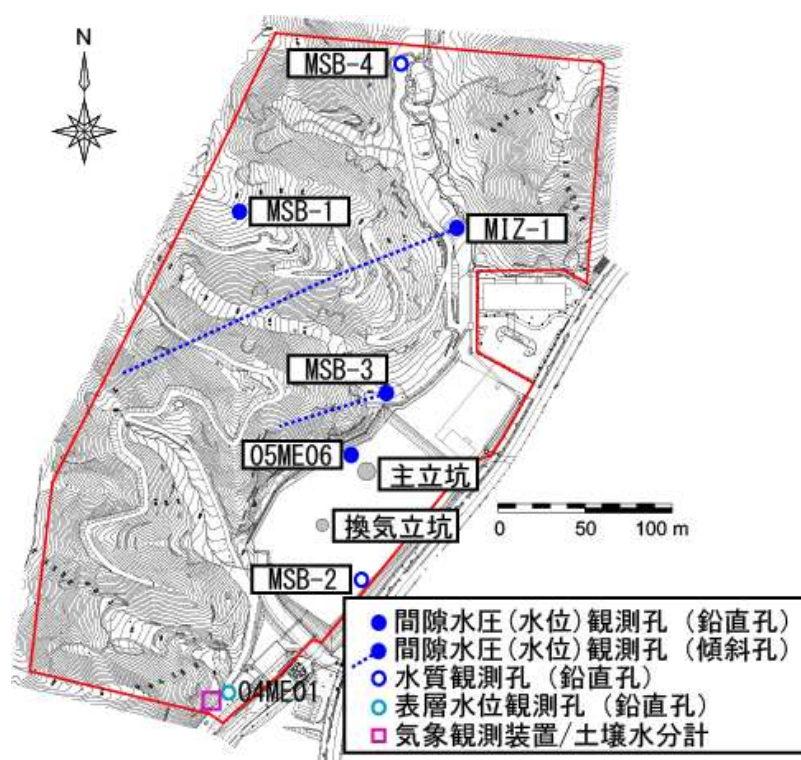 N
MSB-4
MSB-1
MIZ-1
MSB-3
05ME06
主立坑
換気立坑
0 50 100 m
MSB-2
間隙水圧(水位)観測孔 (鉛直孔)
間隙水圧(水位)観測孔 (傾斜孔)
水質観測孔 (鉛直孔)
04ME01
表層水位観測孔 (鉛直孔)
気象観測装置/土壌水分計